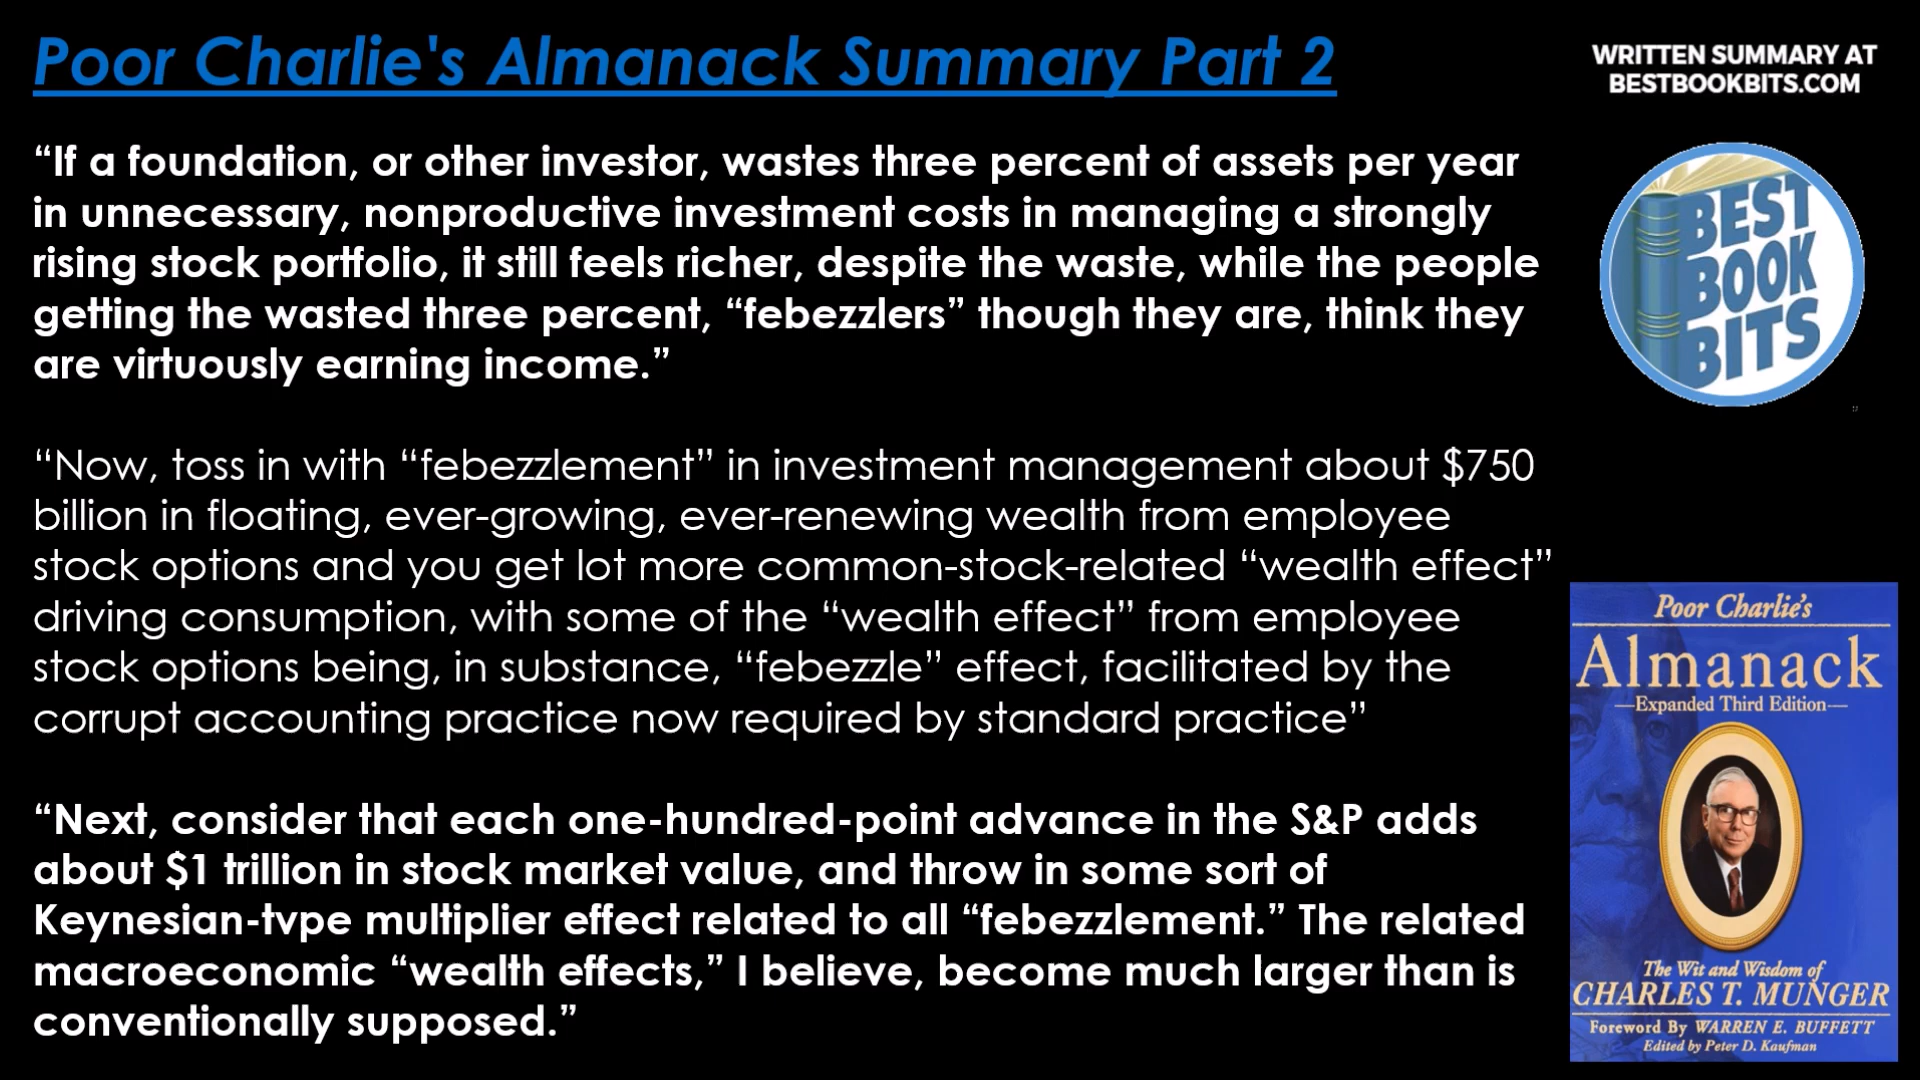 Poor Charlie's Almanack Summary Part 2
WRITTEN SUMMARY AT
BESTBOOKBITS.COM
“If a foundation, or other investor, wastes three percent of assets per year
in unnecessary, nonproductive investment costs in managing a strongly
rising stock portfolio, it still feels richer, despite the waste, while the people
getting the wasted three percent, “febezzlers” though they are, think they
are virtuously earning income.”
“Now, toss in with “febezzlement” in investment management about $750
billion in floating, ever-growing, ever-renewing wealth from employee
stock options and you get lot more common-stock-related “wealth effect”
driving consumption, with some of the “wealth effect” from employee
stock options being, in substance, “febezzle” effect, facilitated by the
corrupt accounting practice now required by standard practice”
“Next, consider that each one-hundred-point advance in the S&P adds
about $1 trillion in stock market value, and throw in some sort of
Keynesian-tvpe multiplier effect related to all “febezzlement.” The related
macroeconomic “wealth effects,” I believe, become much larger than is
conventionally supposed.”
BEST
BOOK
BITS
Poor Charlie's
Almanack
—Expanded Third Edition—
The Wit and Wisdom of
CHARLES T. MUNGER
Foreword By WARREN E. BUFFETT
Edited by Peter D. Kaufman